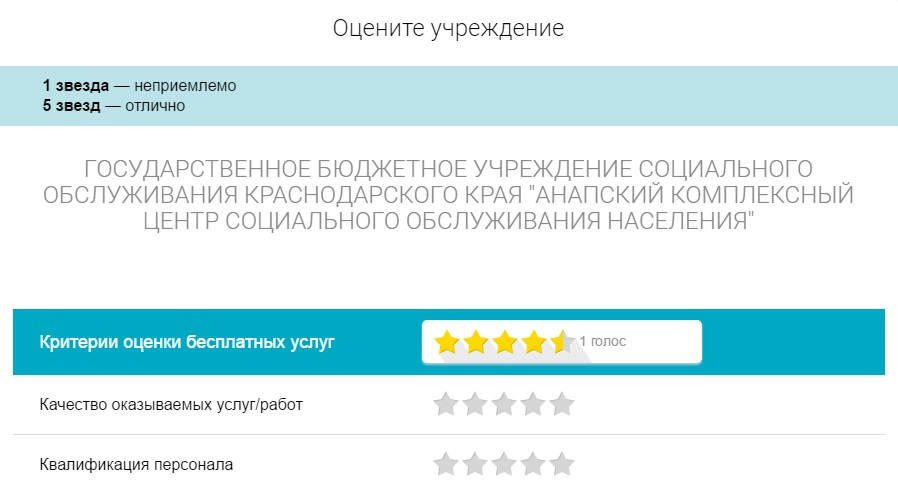 Оцените учреждение
1 звезда — неприемлемо
5 звезд — отлично
ГОСУДАРСТВЕННОЕ БЮДЖЕТНОЕ УЧРЕЖДЕНИЕ СОЦИАЛЬНОГО
ОБСЛУЖИВАНИЯ КРАСНОДАРСКОГО КРАЯ "АНАПСКИЙ КОМПЛЕКСНЫЙ
ЦЕНТР СОЦИАЛЬНОГО ОБСЛУЖИВАНИЯ НАСЕЛЕНИЯ"
Критерии оценки бесплатных услуг
1 голос
Качество оказываемых услуг/работ
Квалификация персонала